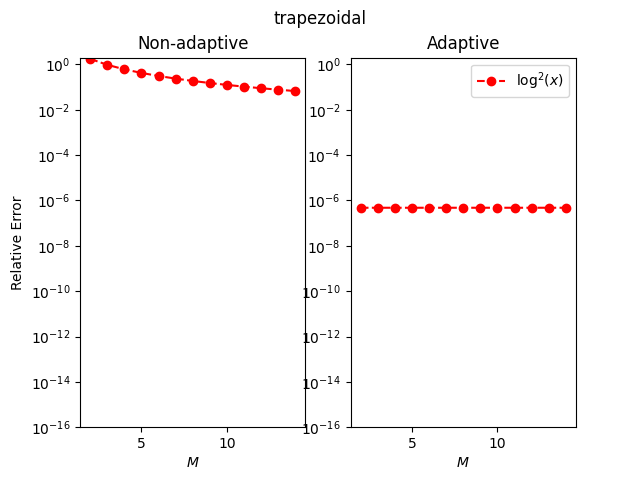 trapezoidal
Non-adaptive
Adaptive
Relative Error
10⁰
10⁻²
10⁻⁴
10⁻⁶
10⁻⁸
10⁻¹⁰
10⁻¹²
10⁻¹⁴
10⁻¹⁶
5 10
M
10⁰
10⁻²
10⁻⁴
10⁻⁶
10⁻⁸
10⁻¹⁰
10⁻¹²
10⁻¹⁴
10⁻¹⁶
5 10
M
log²(x)